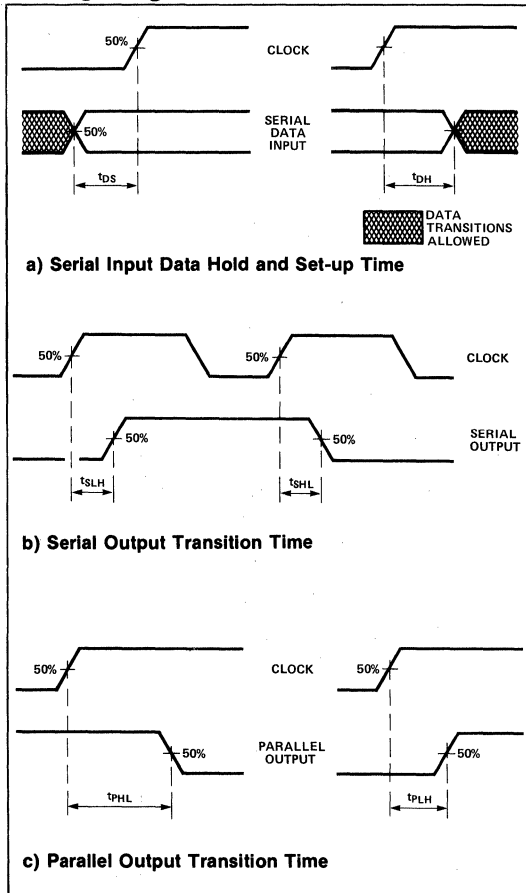 50%
CLOCK
SERIAL
DATA
INPUT
50%
tDS
tDH
DATA
TRANSITIONS
ALLOWED
a) Serial Input Data Hold and Set-up Time
50%
50%
CLOCK
50%
50%
SERIAL
OUTPUT
tSLH
tSHL
b) Serial Output Transition Time
50%
CLOCK
50%
50%
PARALLEL
OUTPUT
50%
tPHL
tPLH
c) Parallel Output Transition Time